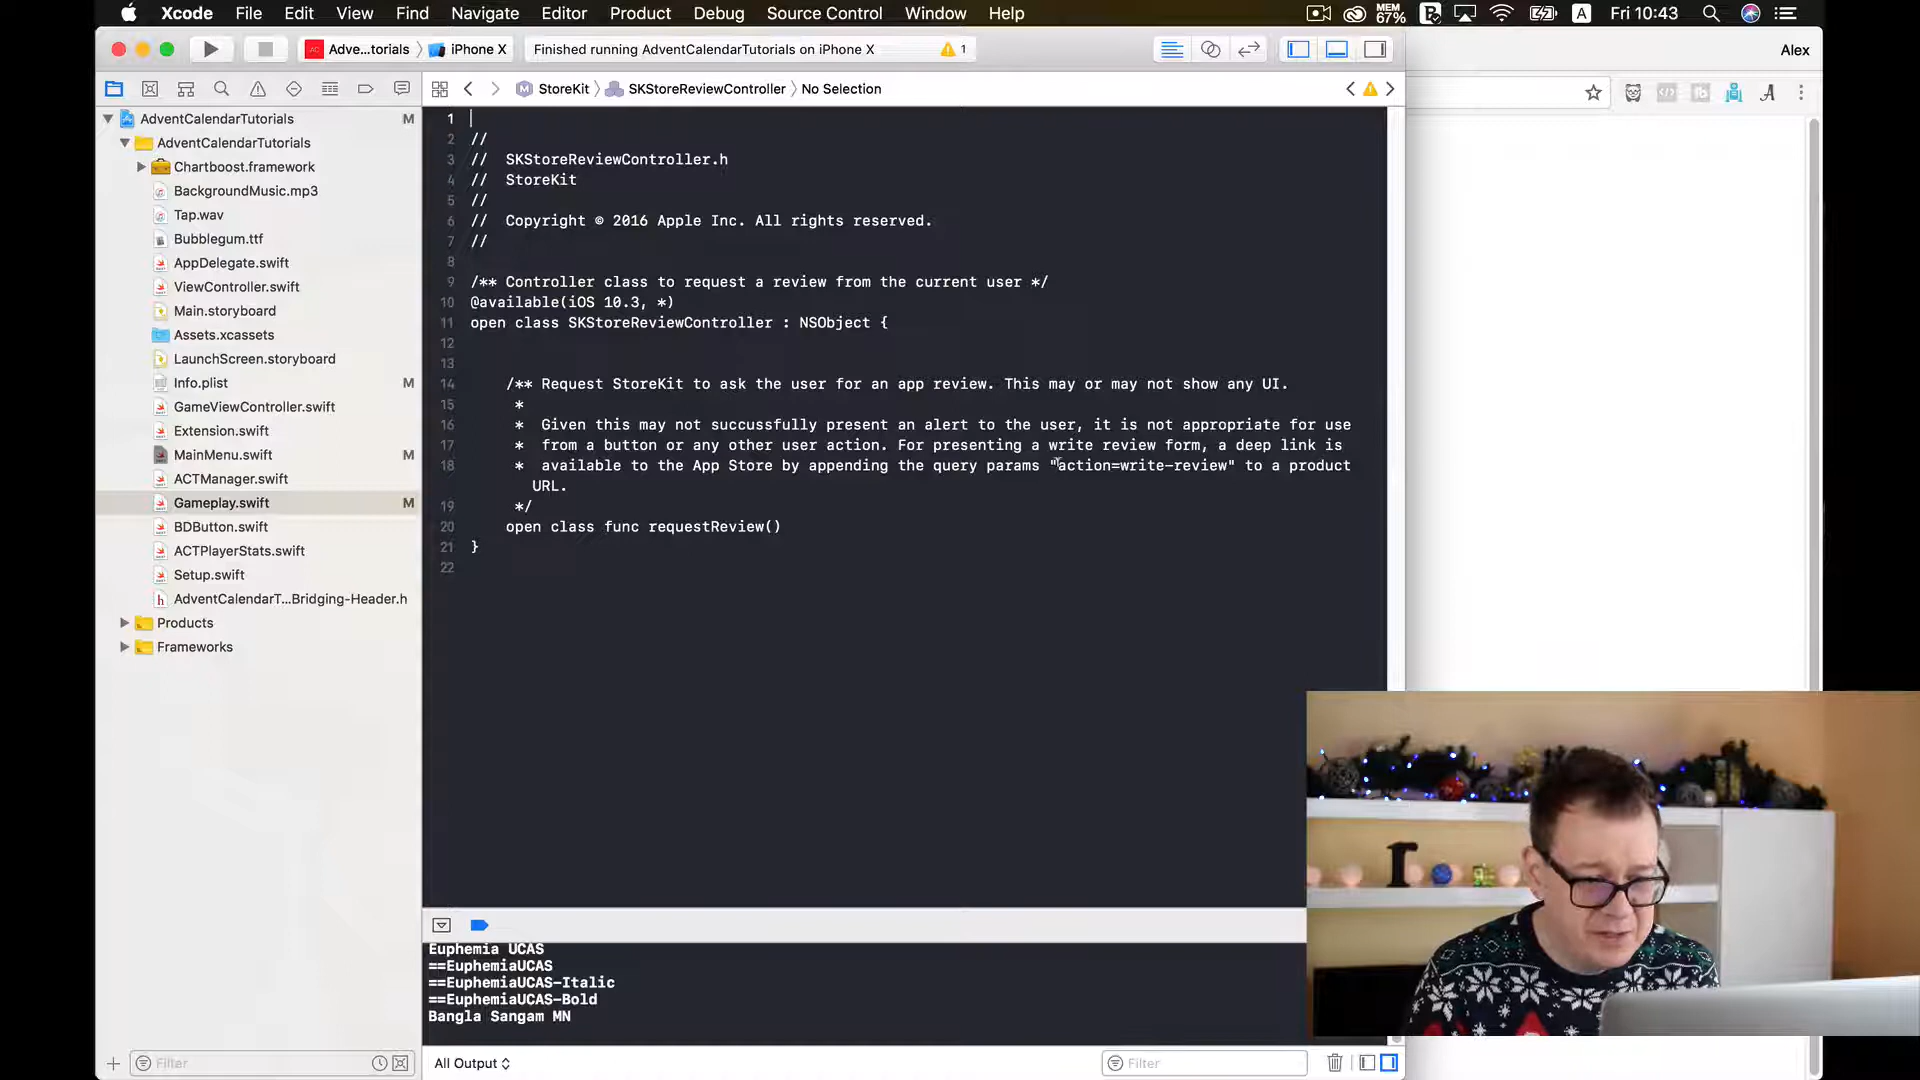 Xcode File Edit View Find Navigate Editor Product Debug Source Control Window Help MEM 67% A Fri 10:43
Adve...torials iPhone X Finished running AdventCalendarTutorials on iPhone X 1 Alex
StoreKit SKStoreReviewController No Selection
AdventCalendarTutorials M
AdventCalendarTutorials
Chartboost.framework
BackgroundMusic.mp3
Tap.wav
Bubblegum.ttf
AppDelegate.swift
ViewController.swift
Main.storyboard
Assets.xcassets
LaunchScreen.storyboard
Info.plist M
GameViewController.swift
Extension.swift
MainMenu.swift M
ACTManager.swift
Gameplay.swift M
BDButton.swift
ACTPlayerStats.swift
Setup.swift
AdventCalendarT...Bridging-Header.h
Products
Frameworks
Filter
1
2 //
3 //  SKStoreReviewController.h
4 //  StoreKit
5 //
6 //  Copyright © 2016 Apple Inc. All rights reserved.
7 //
8
9 /** Controller class to request a review from the current user */
10 @available(iOS 10.3, *)
11 open class SKStoreReviewController : NSObject {
12
13
14 /** Request StoreKit to ask the user for an app review. This may or may not show any UI.
15 *
16 *  Given this may not succussfully present an alert to the user, it is not appropriate for use
17 *  from a button or any other user action. For presenting a write review form, a deep link is
18 *  available to the App Store by appending the query params "action=write-review" to a product
URL.
19 */
20 open class func requestReview()
21 }
22
Euphemia UCAS
==EuphemiaUCAS
==EuphemiaUCAS-Italic
==EuphemiaUCAS-Bold
Bangla Sangam MN
All Output Filter